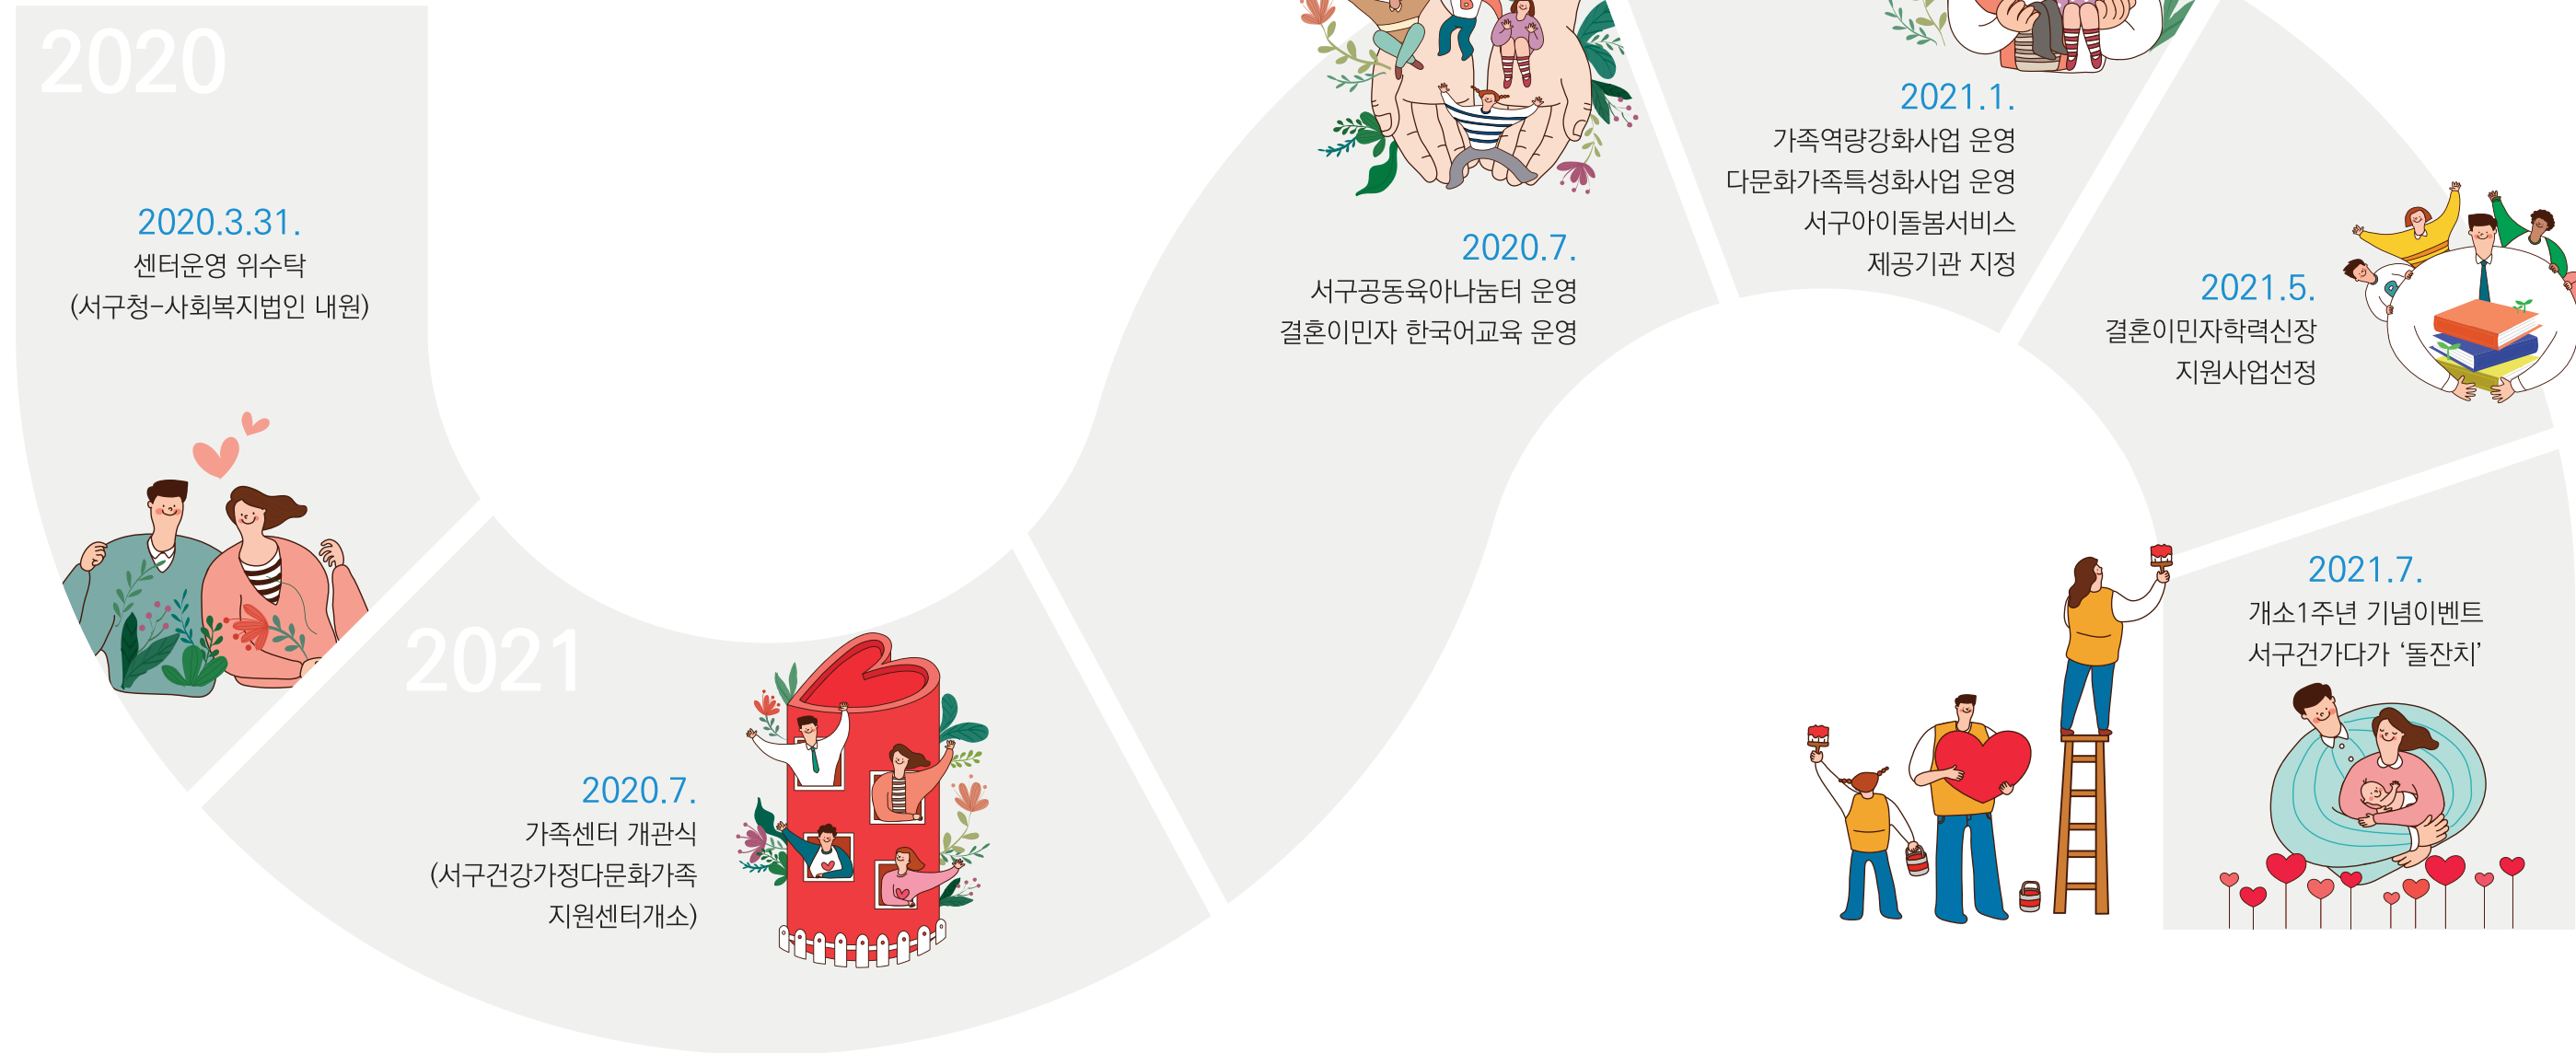 2020
2020.3.31.
센터운영 위수탁
(서구청-사회복지법인 내원)
2021
2020.7.
가족센터 개관식
(서구건강가정다문화가족
지원센터개소)
2020.7.
서구공동육아나눔터 운영
결혼이민자 한국어교육 운영
2021.1.
가족역량강화사업 운영
다문화가족특성화사업 운영
서구아이돌봄서비스
제공기관 지정
2021.5.
결혼이민자학력신장
지원사업선정
2021.7.
개소1주년 기념이벤트
서구건가다가 ‘돌잔치’